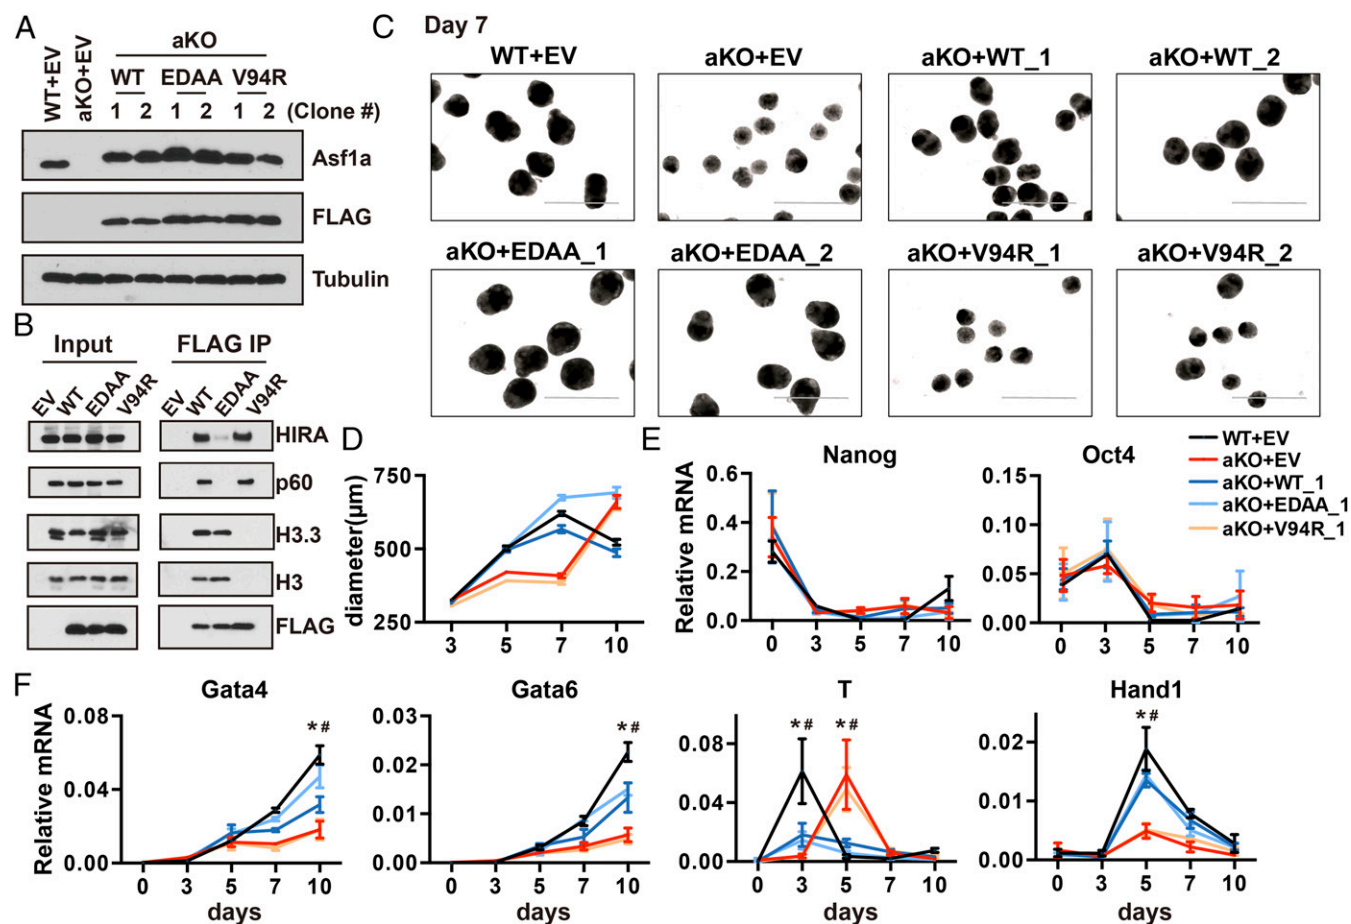 A
WT+EV
aKO+EV
aKO
WT EDAA V94R
1 2 1 2 1 2 (Clone #)
Asf1a
FLAG
Tubulin
B
Input FLAG IP
EV WT EDAA V94R EV WT EDAA V94R
HIRA
p60
H3.3
H3
FLAG
C Day 7
WT+EV aKO+EV aKO+WT_1 aKO+WT_2
aKO+EDAA_1 aKO+EDAA_2 aKO+V94R_1 aKO+V94R_2
D
diameter(μm)
750
500
250
3 5 7 10
E
Nanog
Relative mRNA
0.6
0.4
0.2
0.0
0 3 5 7 10
Oct4
0.15
0.10
0.05
0.00
0 3 5 7 10
WT+EV
aKO+EV
aKO+WT_1
aKO+EDAA_1
aKO+V94R_1
F
Gata4
Relative mRNA
0.08
0.04
0.00
*#
0 3 5 7 10
days
Gata6
0.03
0.02
0.01
0.00
*#
0 3 5 7 10
days
T
0.08
0.04
0.00
*# *#
0 3 5 7 10
days
Hand1
0.02
0.01
0.00
*#
0 3 5 7 10
days